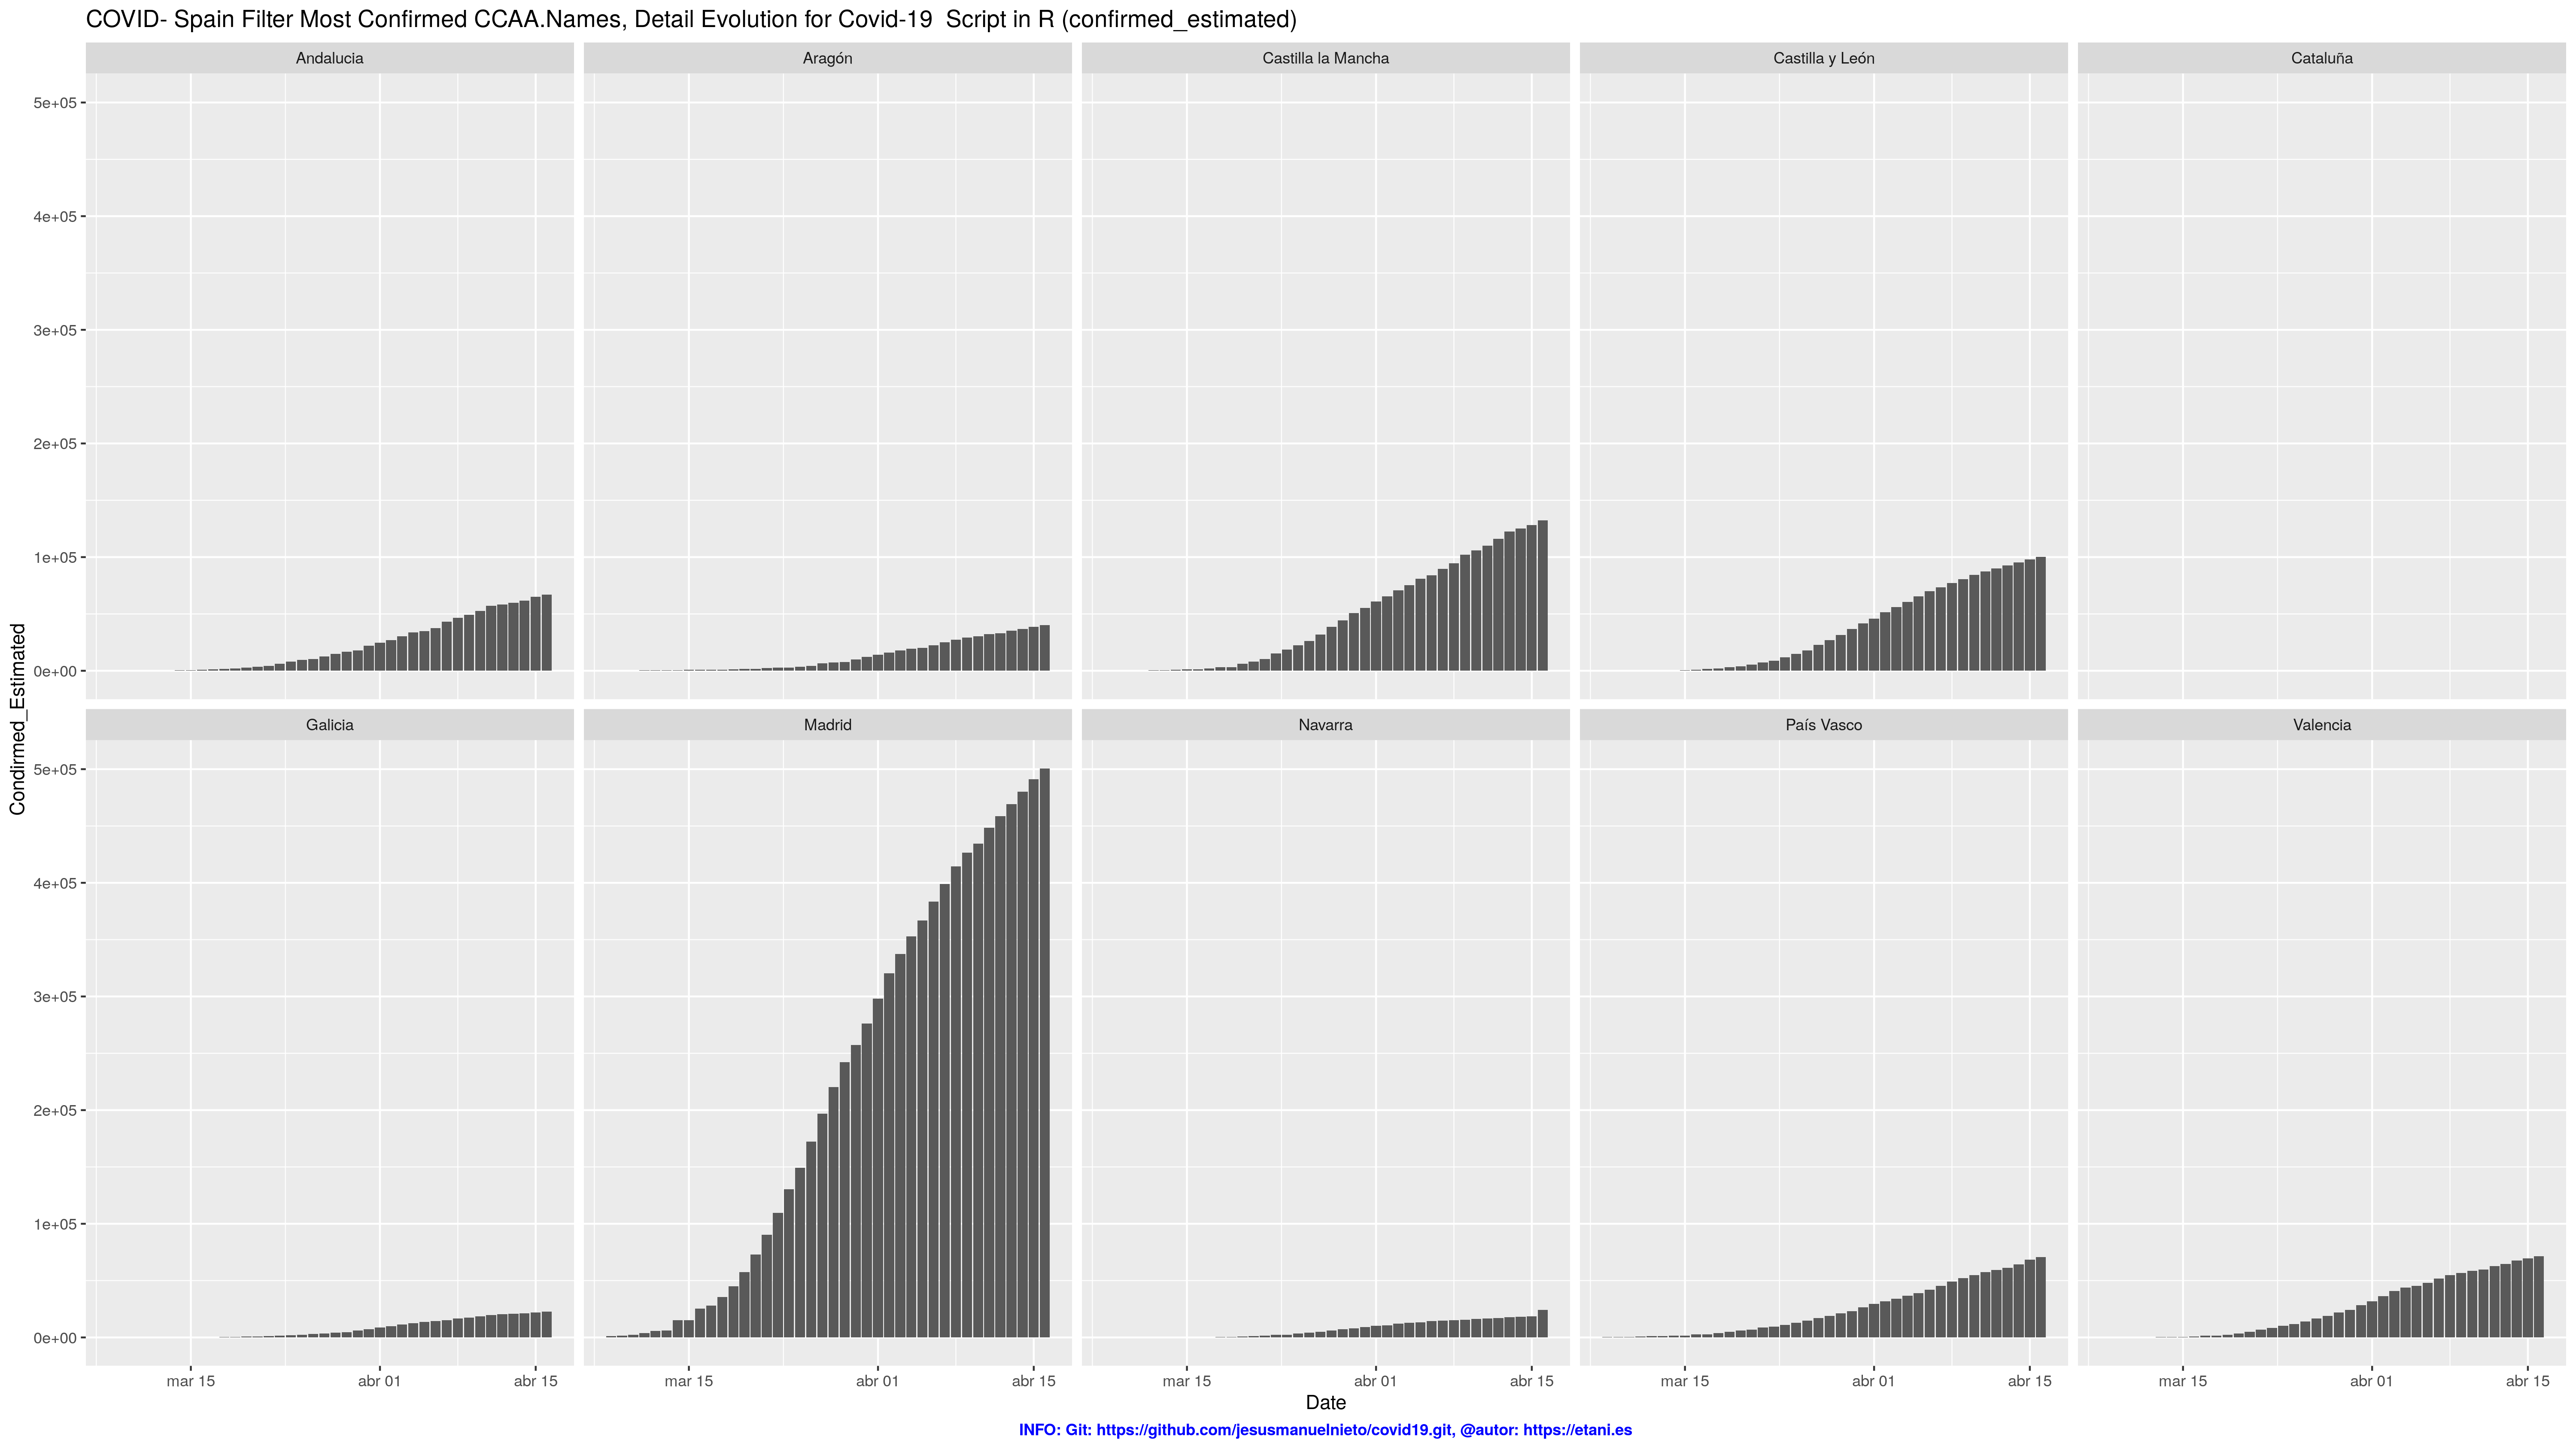 COVID- Spain Filter Most Confirmed CCAA.Names, Detail Evolution for Covid-19  Script in R (confirmed_estimated)
Andalucia
Aragón
Castilla la Mancha
Castilla y León
Cataluña
5e+05
4e+05
3e+05
2e+05
1e+05
0e+00
Condirmed_Estimated
Galicia
Madrid
Navarra
País Vasco
Valencia
5e+05
4e+05
3e+05
2e+05
1e+05
0e+00
mar 15 abr 01 abr 15 mar 15 abr 01 abr 15 mar 15 abr 01 abr 15 mar 15 abr 01 abr 15 mar 15 abr 01 abr 15
Date
INFO: Git: https://github.com/jesusmanuelnieto/covid19.git, @autor: https://etani.es